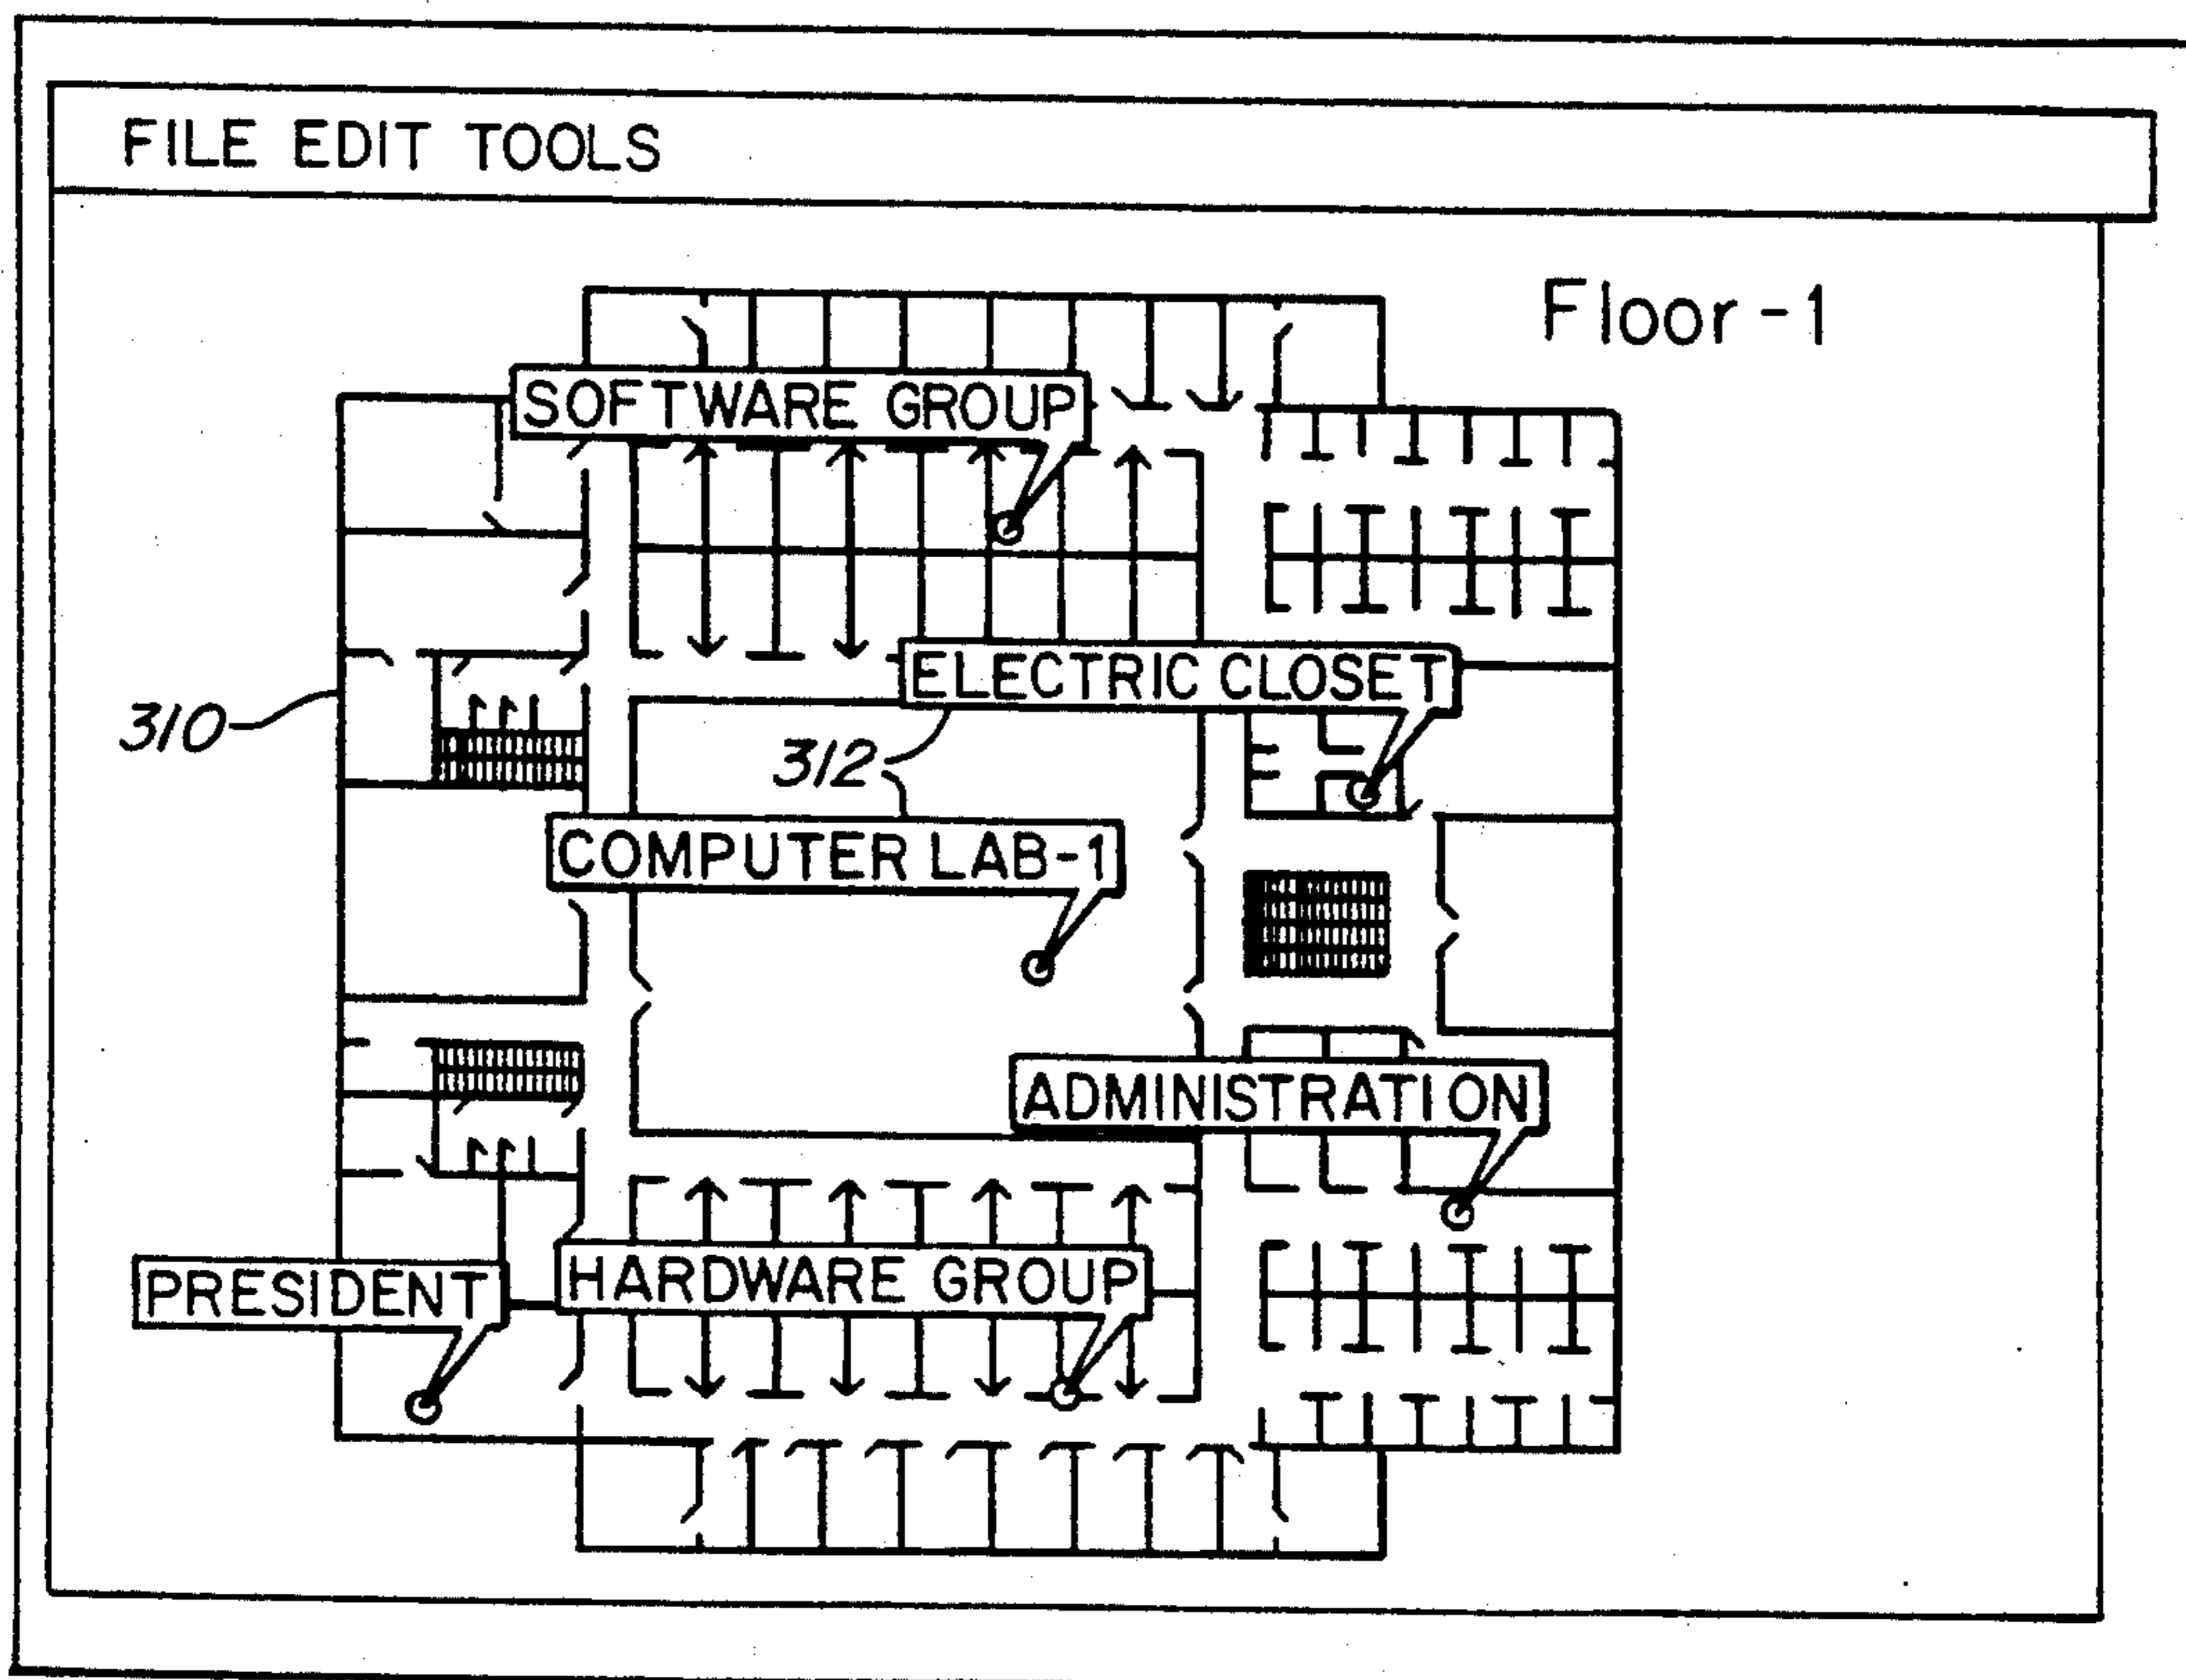 FILE EDIT TOOLS
Floor-1
SOFTWARE GROUP
ELECTRIC CLOSET
310
312
COMPUTER LAB-1
ADMINISTRATION
HARDWARE GROUP
PRESIDENT